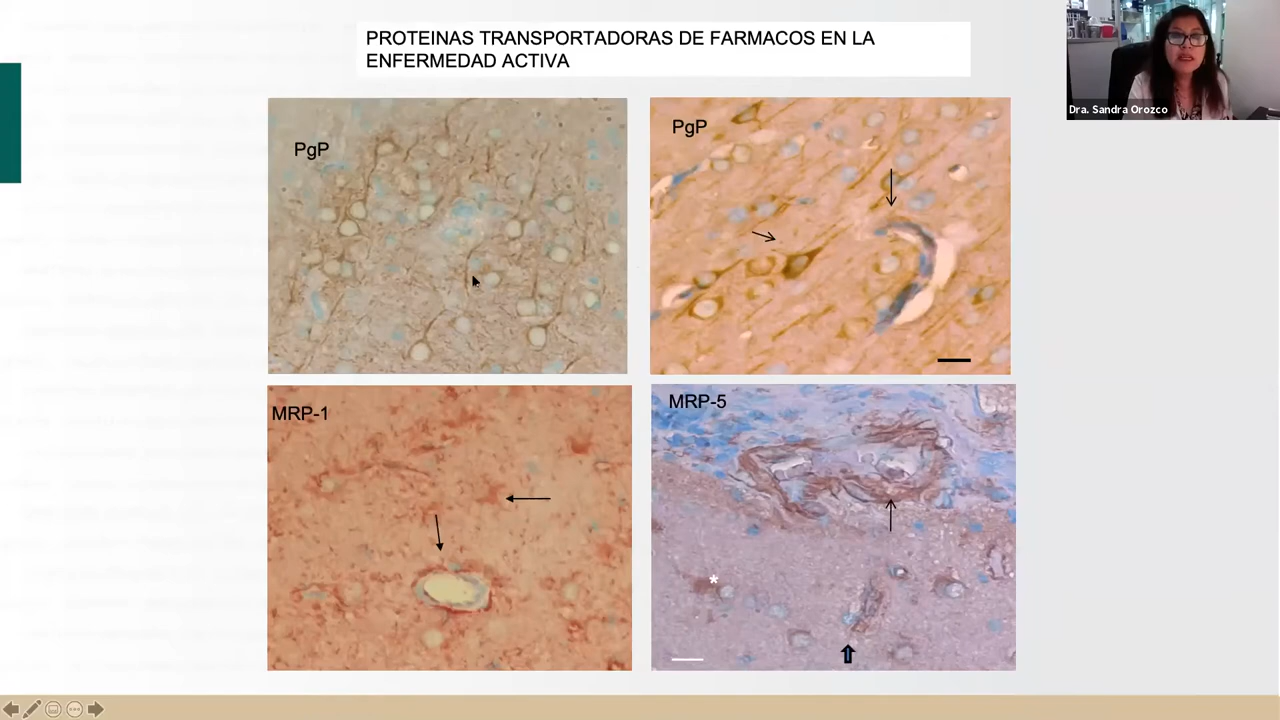 PROTEINAS TRANSPORTADORAS DE FARMACOS EN LA
ENFERMEDAD ACTIVA
Dra. Sandra Orozco
PgP
PgP
MRP-1
MRP-5
*